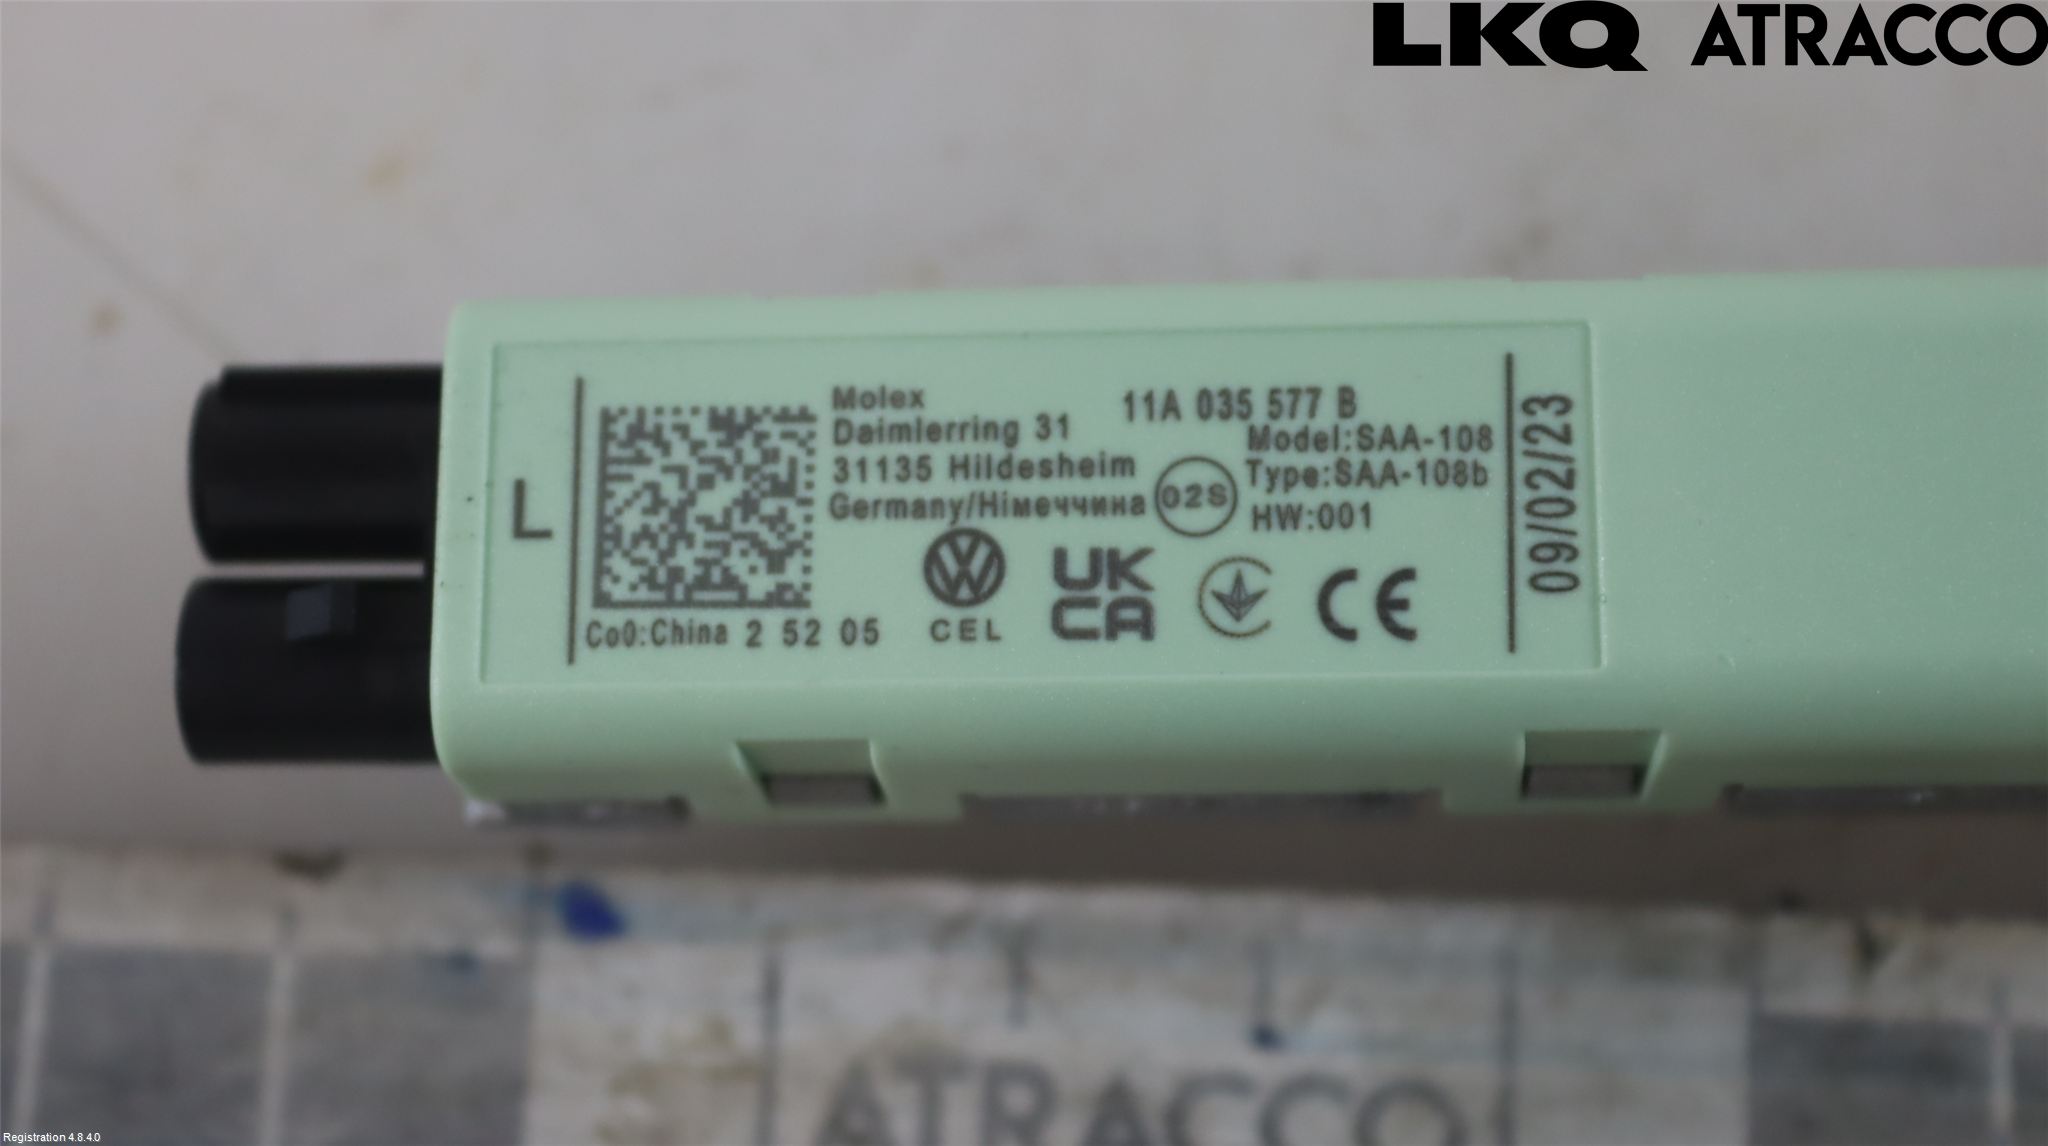 LKQ ATRACCO
L
Molex
Daimlerring 31
31135 Hildesheim
Germany/Німеччина
11A 035 577 B
Model:SAA-108
Type:SAA-108b
02S
HW:001
09/02/23
CEL
UK
CA
CE
Co0:China 2 52 05
ATRACCO
Registration 4.8.4.0